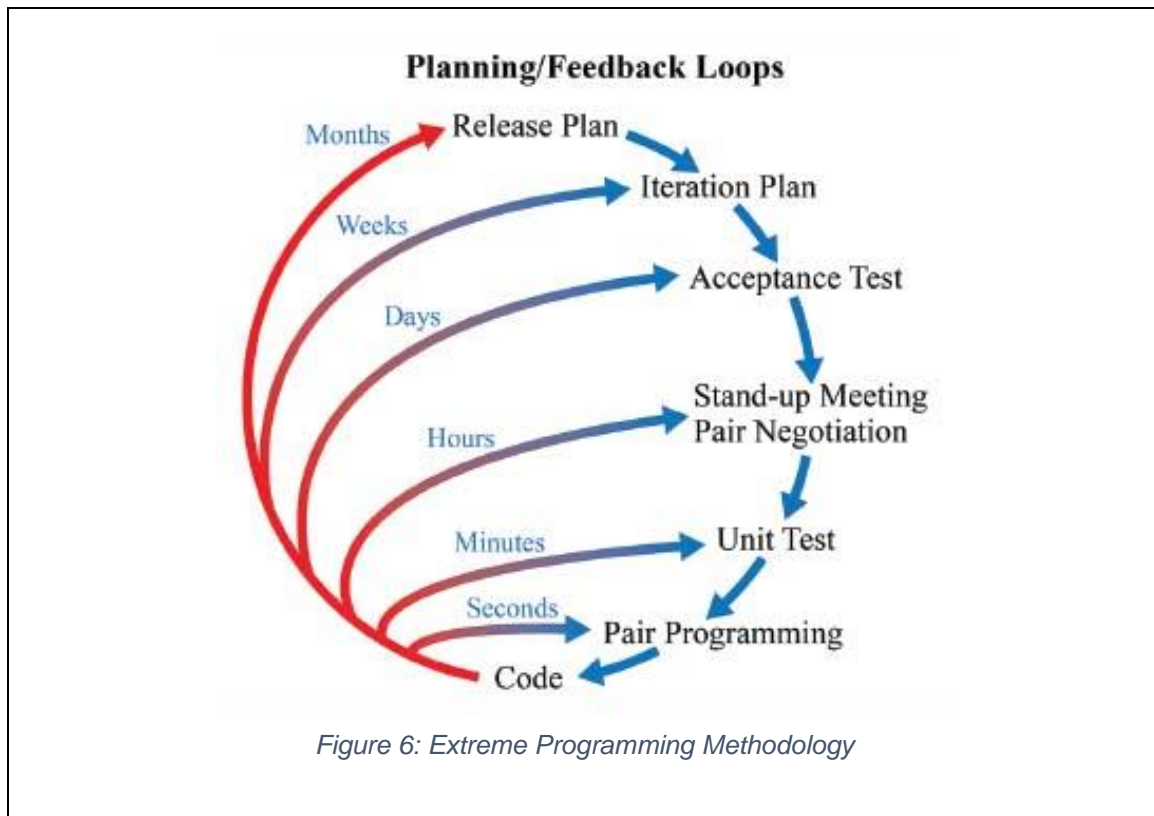 Planning/Feedback Loops
Months
Release Plan
Iteration Plan
Weeks
Acceptance Test
Days
Stand-up Meeting
Pair Negotiation
Hours
Unit Test
Minutes
Seconds
Pair Programming
Code
Figure 6: Extreme Programming Methodology